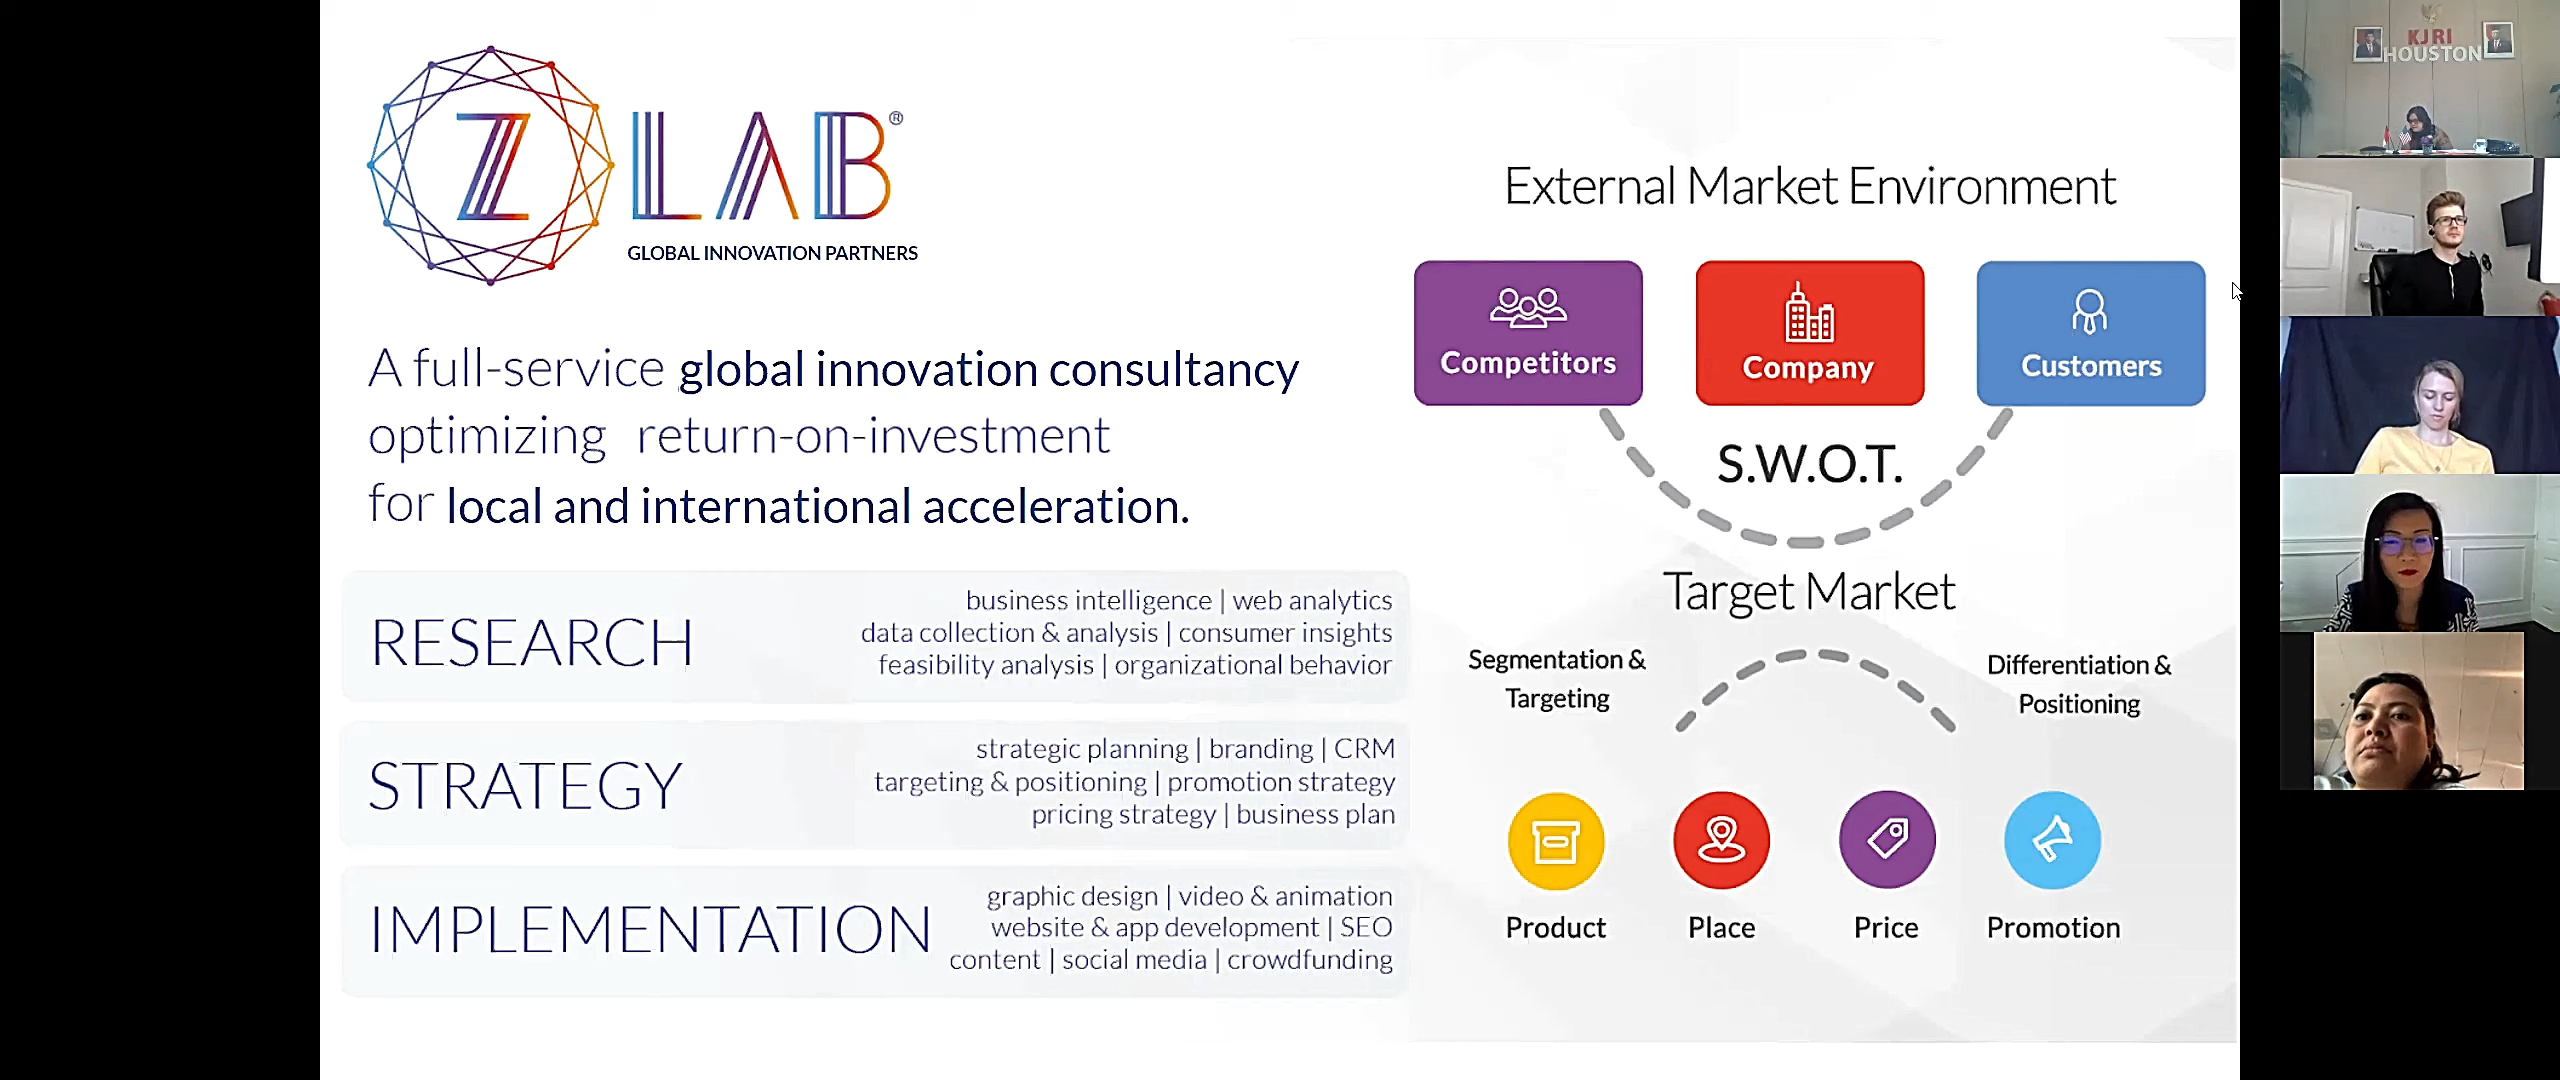 Z LAB®
GLOBAL INNOVATION PARTNERS
A full-service global innovation consultancy
optimizing return-on-investment
for local and international acceleration.
RESEARCH
business intelligence | web analytics
data collection & analysis | consumer insights
feasibility analysis | organizational behavior
STRATEGY
strategic planning | branding | CRM
targeting & positioning | promotion strategy
pricing strategy | business plan
IMPLEMENTATION
graphic design | video & animation
website & app development | SEO
content | social media | crowdfunding
External Market Environment
Competitors
Company
Customers
S.W.O.T.
Target Market
Segmentation &
Targeting
Differentiation &
Positioning
Product
Place
Price
Promotion
KJRI
HOUSTON